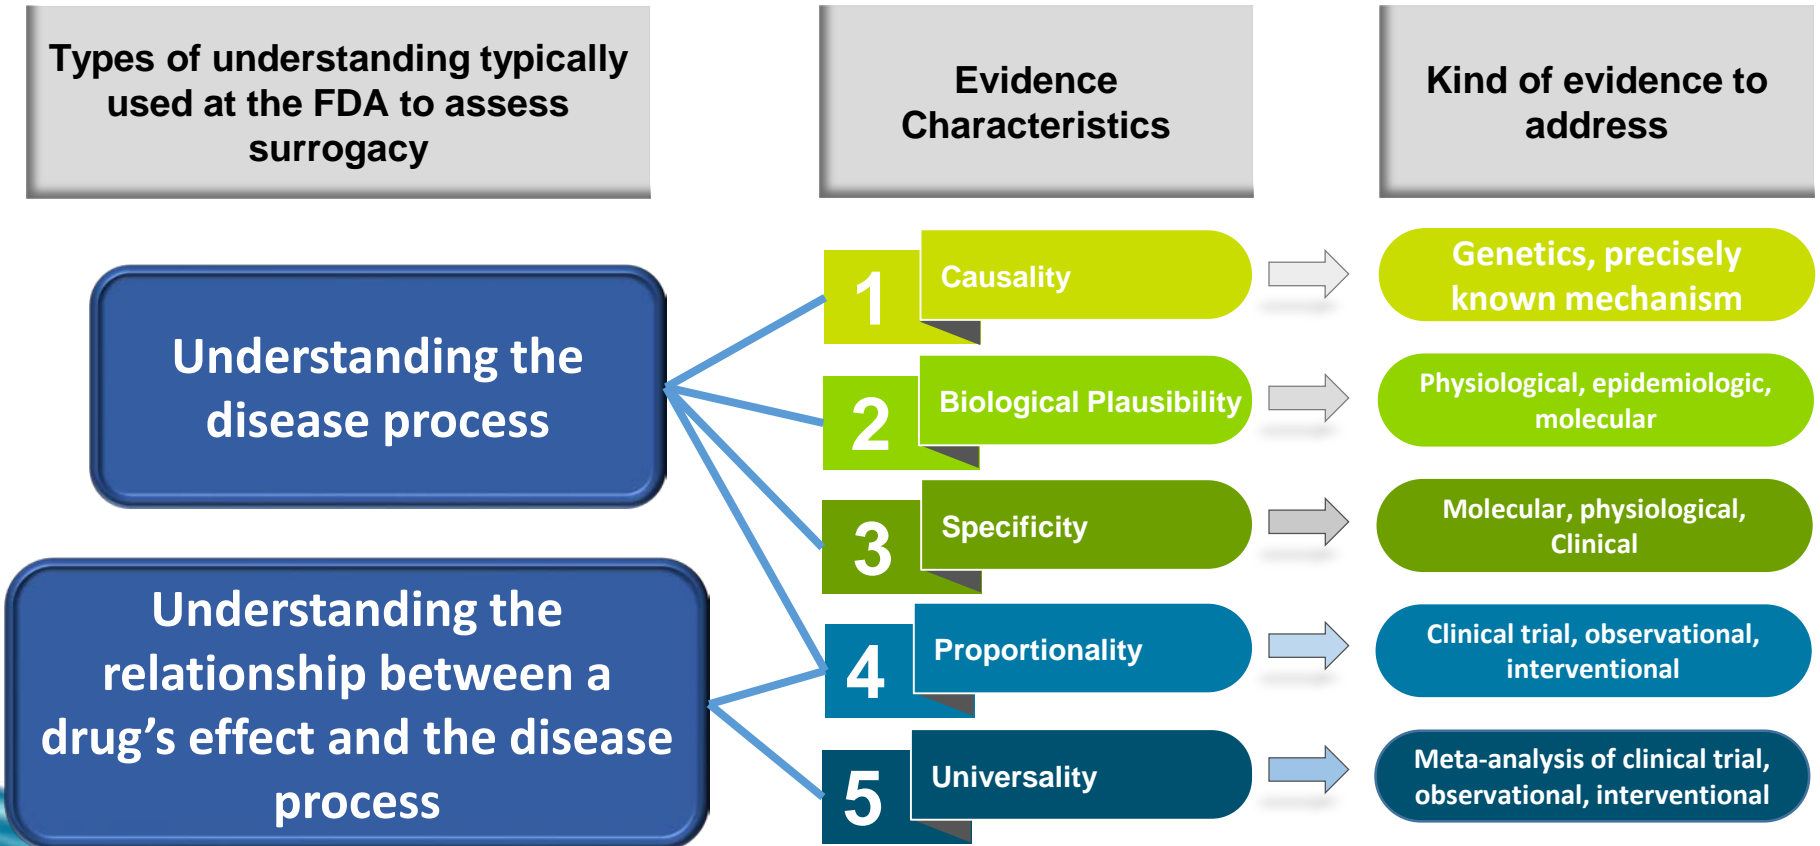 Types of understanding typically
used at the FDA to assess
surrogacy
Evidence
Characteristics
Kind of evidence to
address
Understanding the
disease process
Understanding the
relationship between a
drug’s effect and the disease
process
1
Causality
Genetics, precisely
known mechanism
2
Biological Plausibility
Physiological, epidemiologic,
molecular
3
Specificity
Molecular, physiological,
Clinical
4
Proportionality
Clinical trial, observational,
interventional
5
Universality
Meta-analysis of clinical trial,
observational, interventional